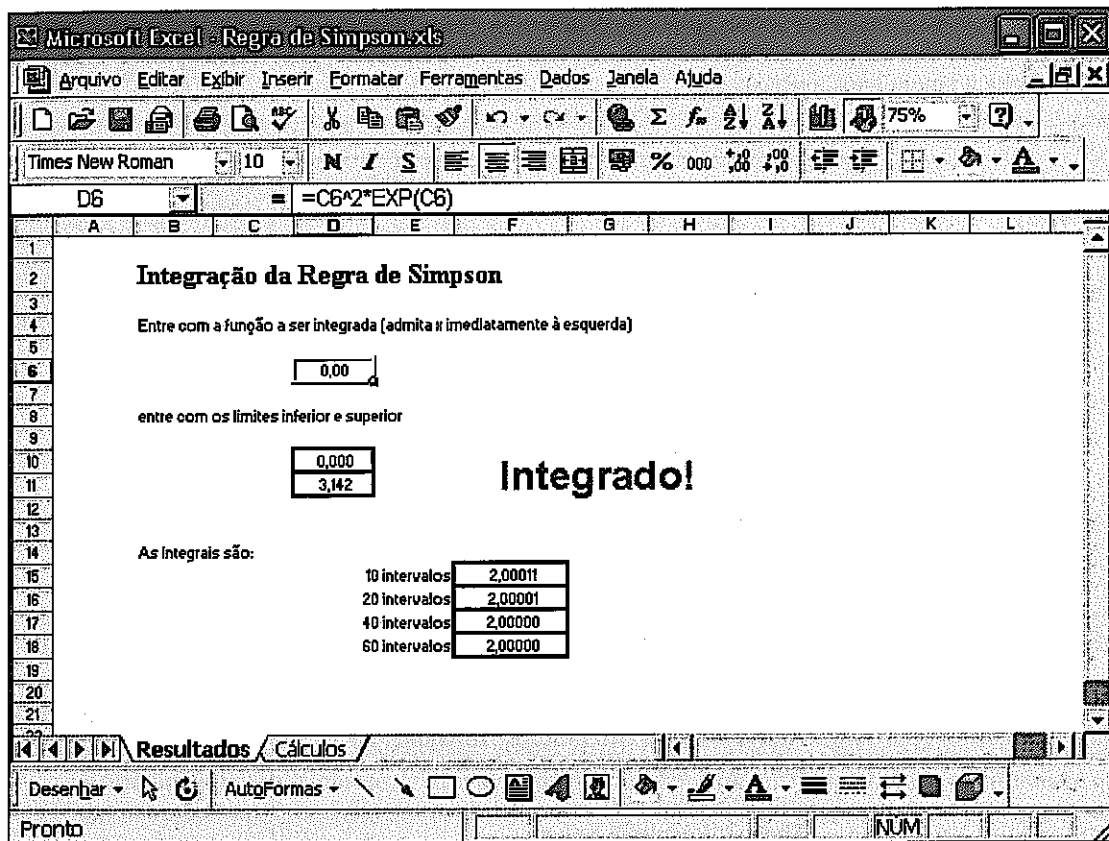 Microsoft Excel - Regra de Simpson.xls
Arquivo Editar Exibir Inserir Formatar Ferramentas Dados Janela Ajuda
ABC Σ 75%
Times New Roman 10 N I S % 000
D6 = =C6^2*EXP(C6)
A B C D E F G H I J K L
1
2 Integração da Regra de Simpson
3
4 Entre com a função a ser integrada (admita x imediatamente à esquerda)
5
6 0,00
7
8 entre com os limites inferior e superior
9
10 0,000
Integrado!
11 3,142
12
13
14 As integrais são:
15 10 intervalos 2,00011
16 20 intervalos 2,00001
17 40 intervalos 2,00000
18 60 intervalos 2,00000
19
20
21
22
Resultados Cálculos
Desenhar AutoFormas
Pronto NÚM